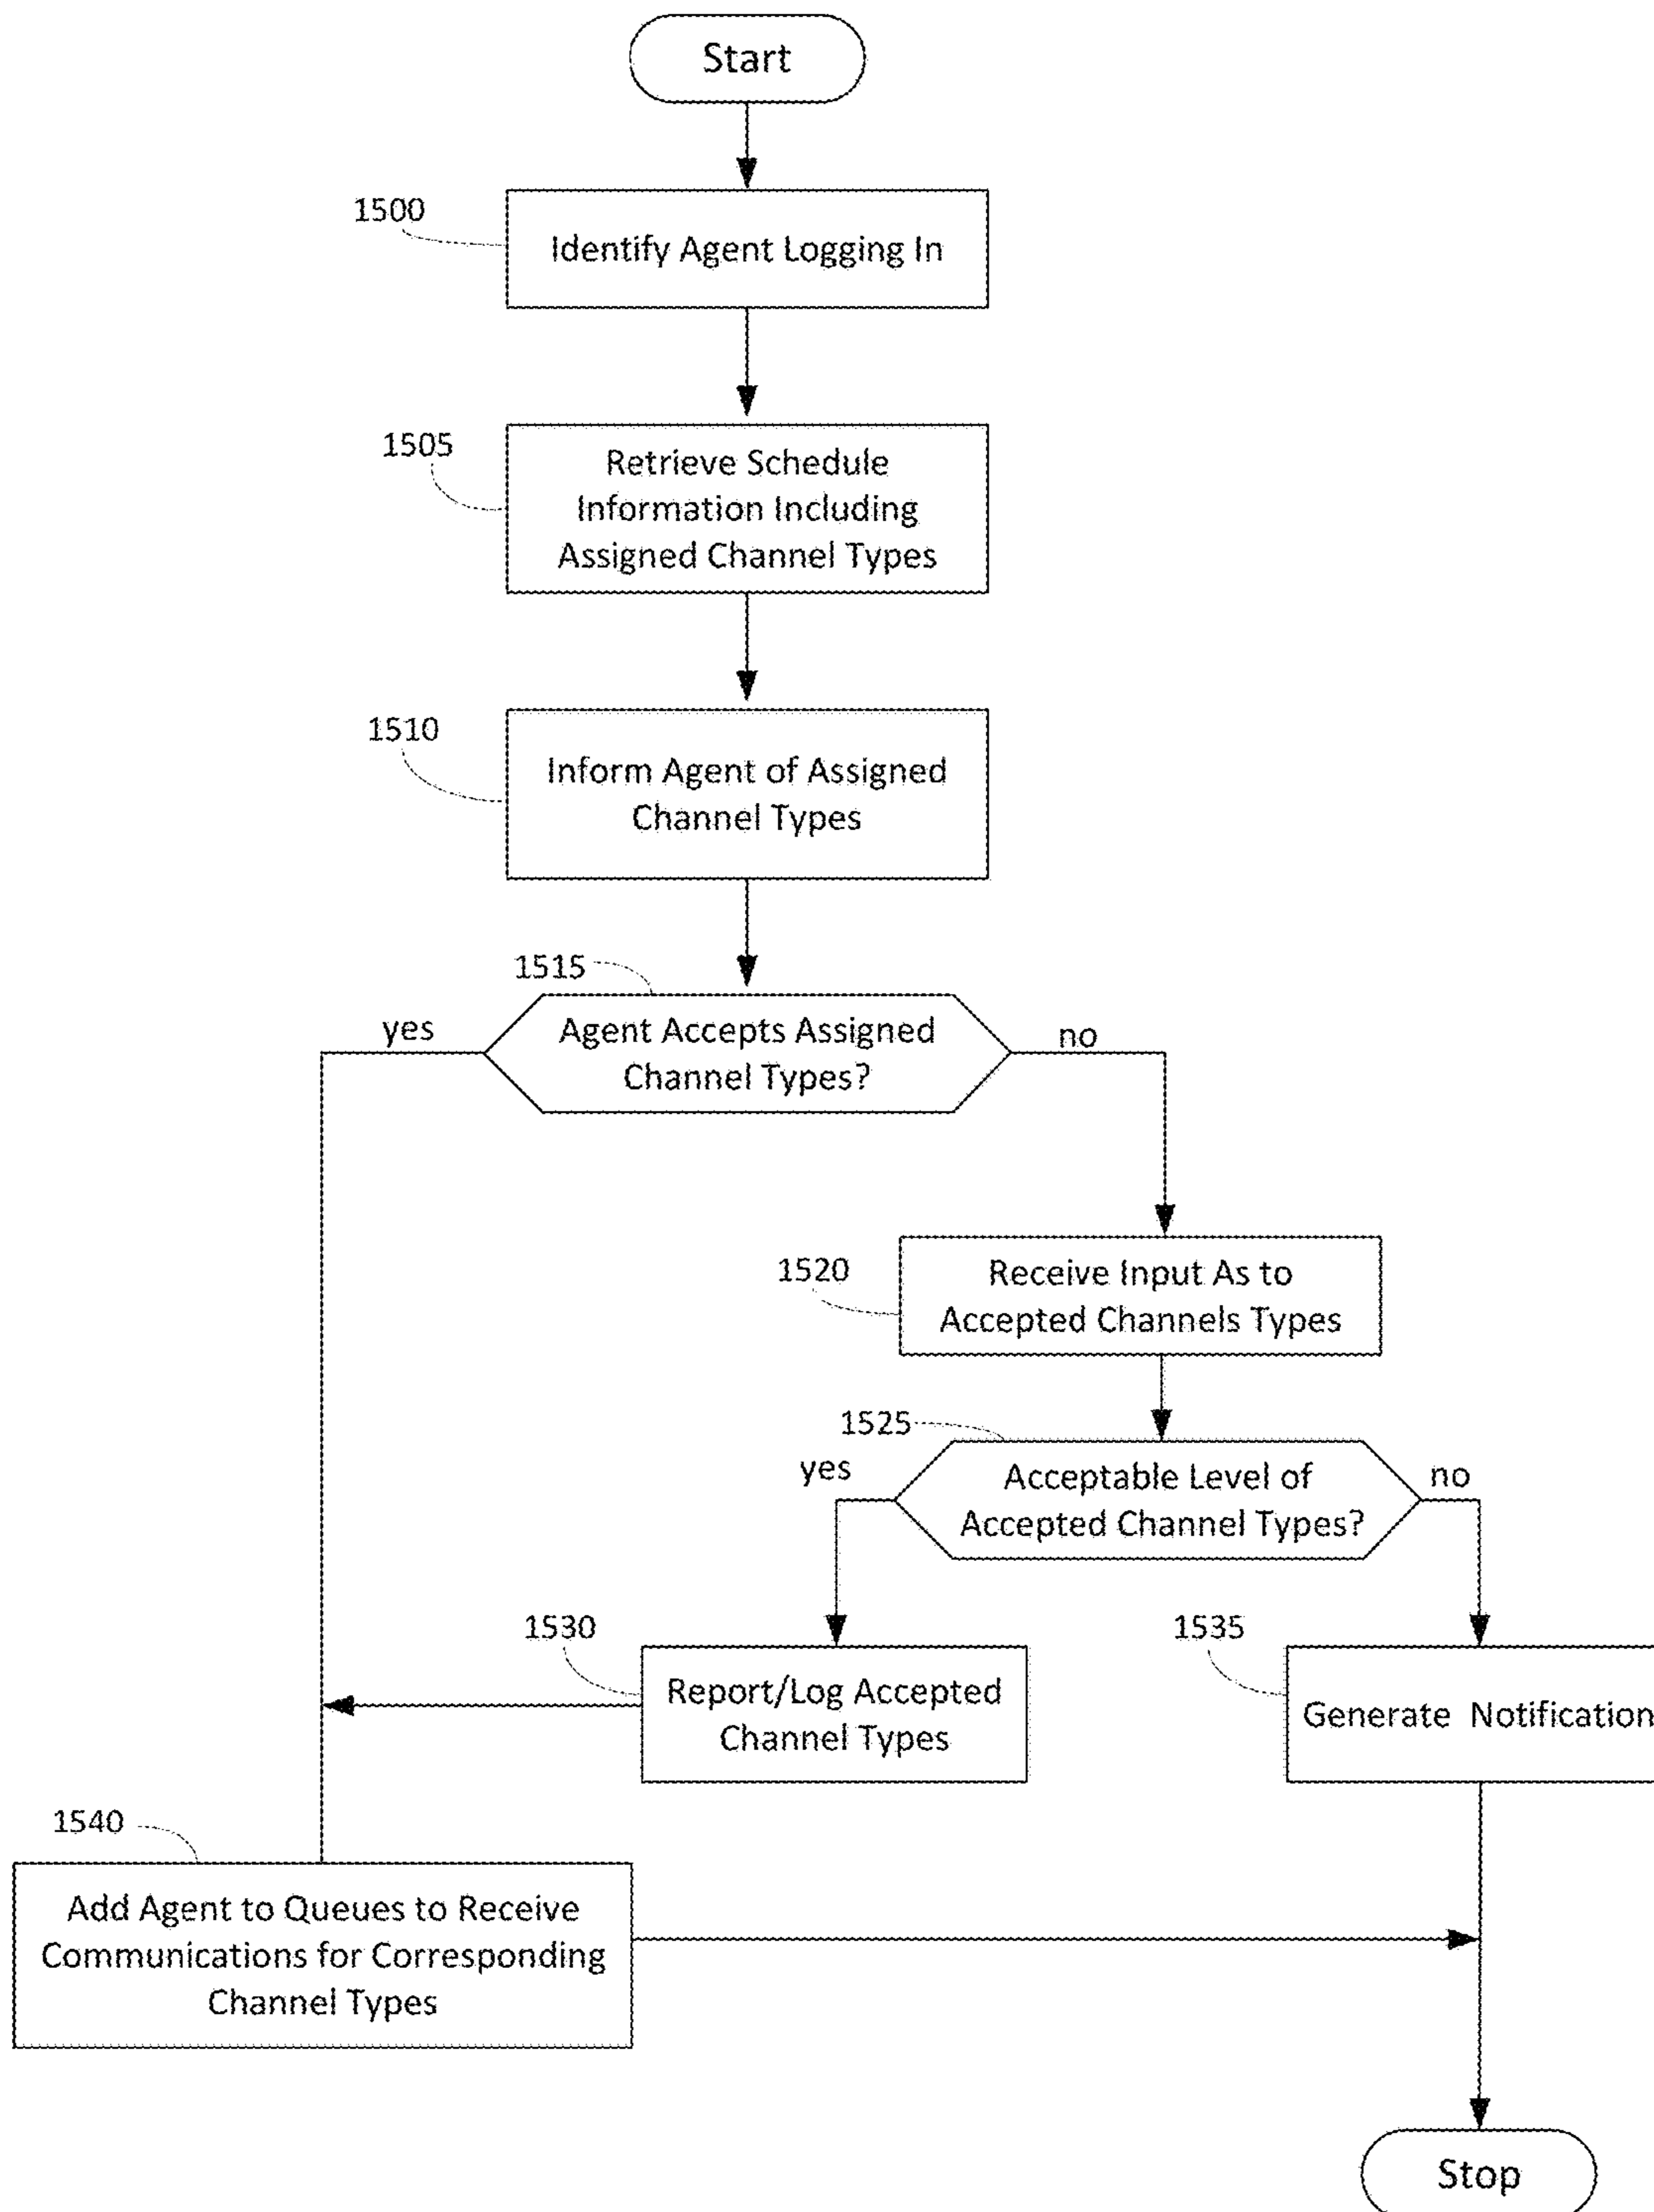 Start
1500
Identify Agent Logging In
1505
Retrieve Schedule
Information Including
Assigned Channel Types
1510
Inform Agent of Assigned
Channel Types
1515
yes
Agent Accepts Assigned
Channel Types?
no
1520
Receive Input As to
Accepted Channels Types
1525
yes
Acceptable Level of
Accepted Channel Types?
no
1530
Report/Log Accepted
Channel Types
1535
Generate Notification
1540
Add Agent to Queues to Receive
Communications for Corresponding
Channel Types
Stop